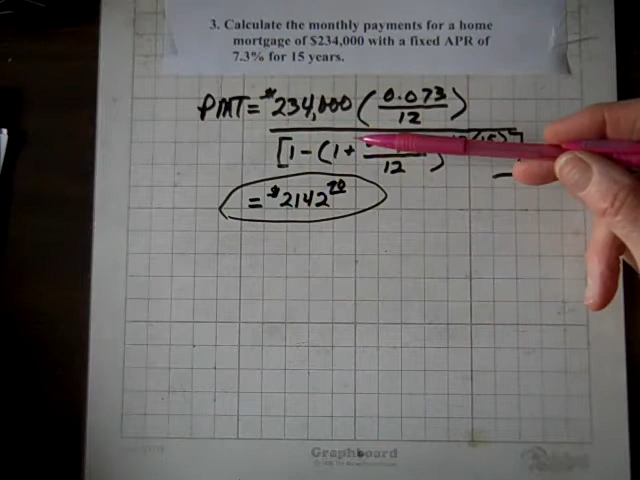 3. Calculate the monthly payments for a home
mortgage of $234,000 with a fixed APR of
7.3% for 15 years.
PMT = $234,000 (0.073/12)
[1 - (1 + /12)
= $2142 70
Graphboard